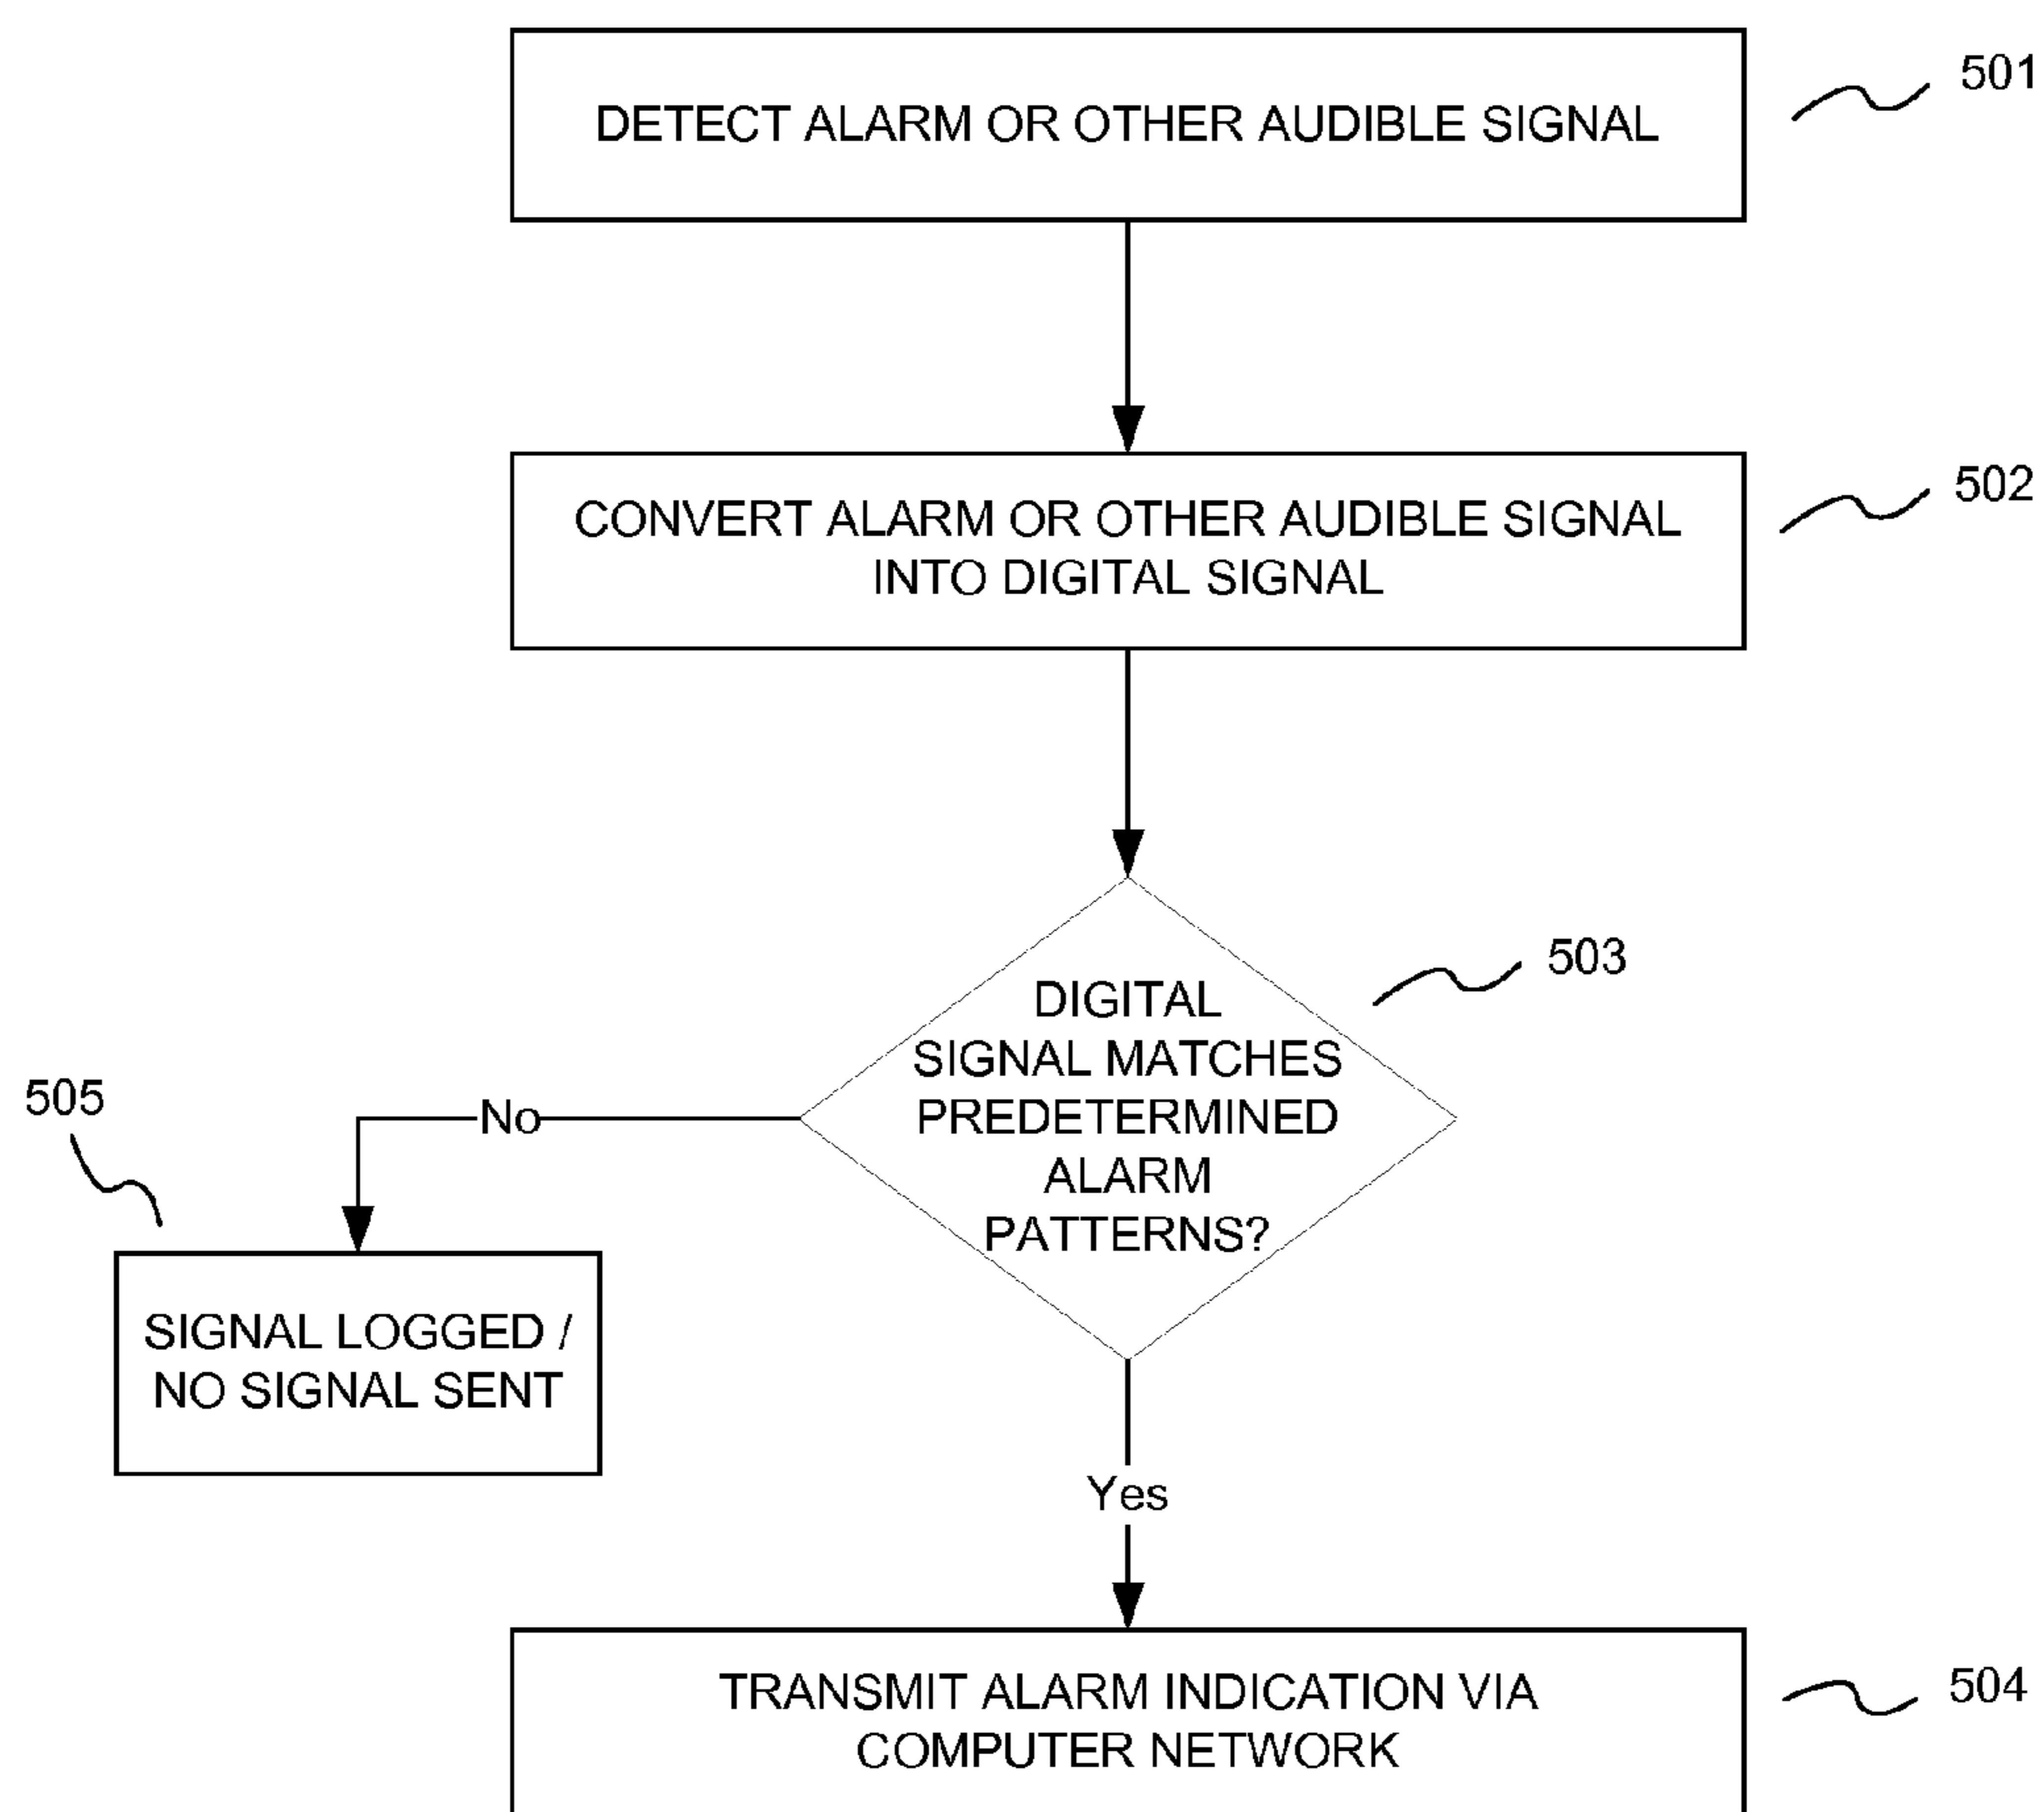 DETECT ALARM OR OTHER AUDIBLE SIGNAL
501
CONVERT ALARM OR OTHER AUDIBLE SIGNAL
INTO DIGITAL SIGNAL
502
DIGITAL
SIGNAL MATCHES
PREDETERMINED
ALARM
PATTERNS?
503
No
505
SIGNAL LOGGED /
NO SIGNAL SENT
Yes
TRANSMIT ALARM INDICATION VIA
COMPUTER NETWORK
504